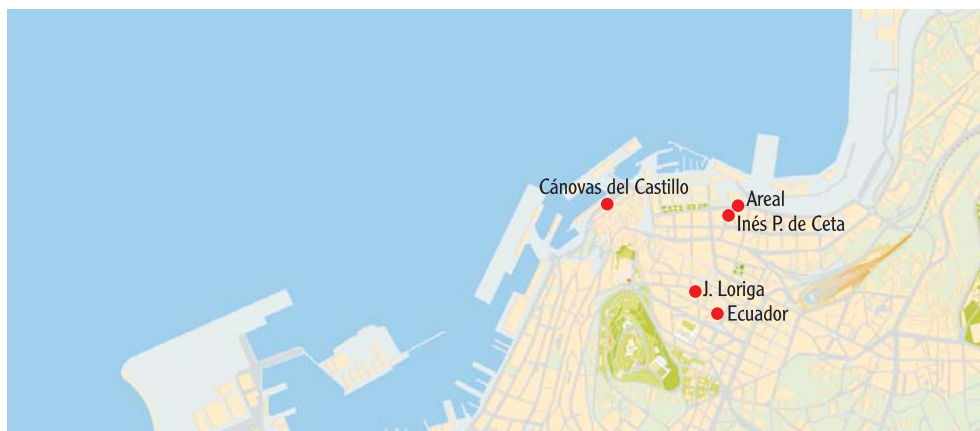 Cánovas del Castillo
Areal
Inés P. de Ceta
J. Loriga
Ecuador